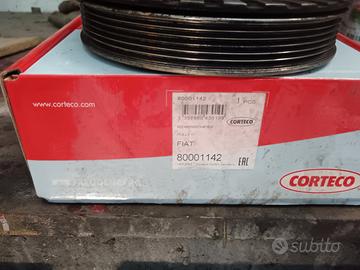 www.corteco.com
80001142
1 PCS
CORTECO
FIAT
80001142
EAC
CORTECO
subito